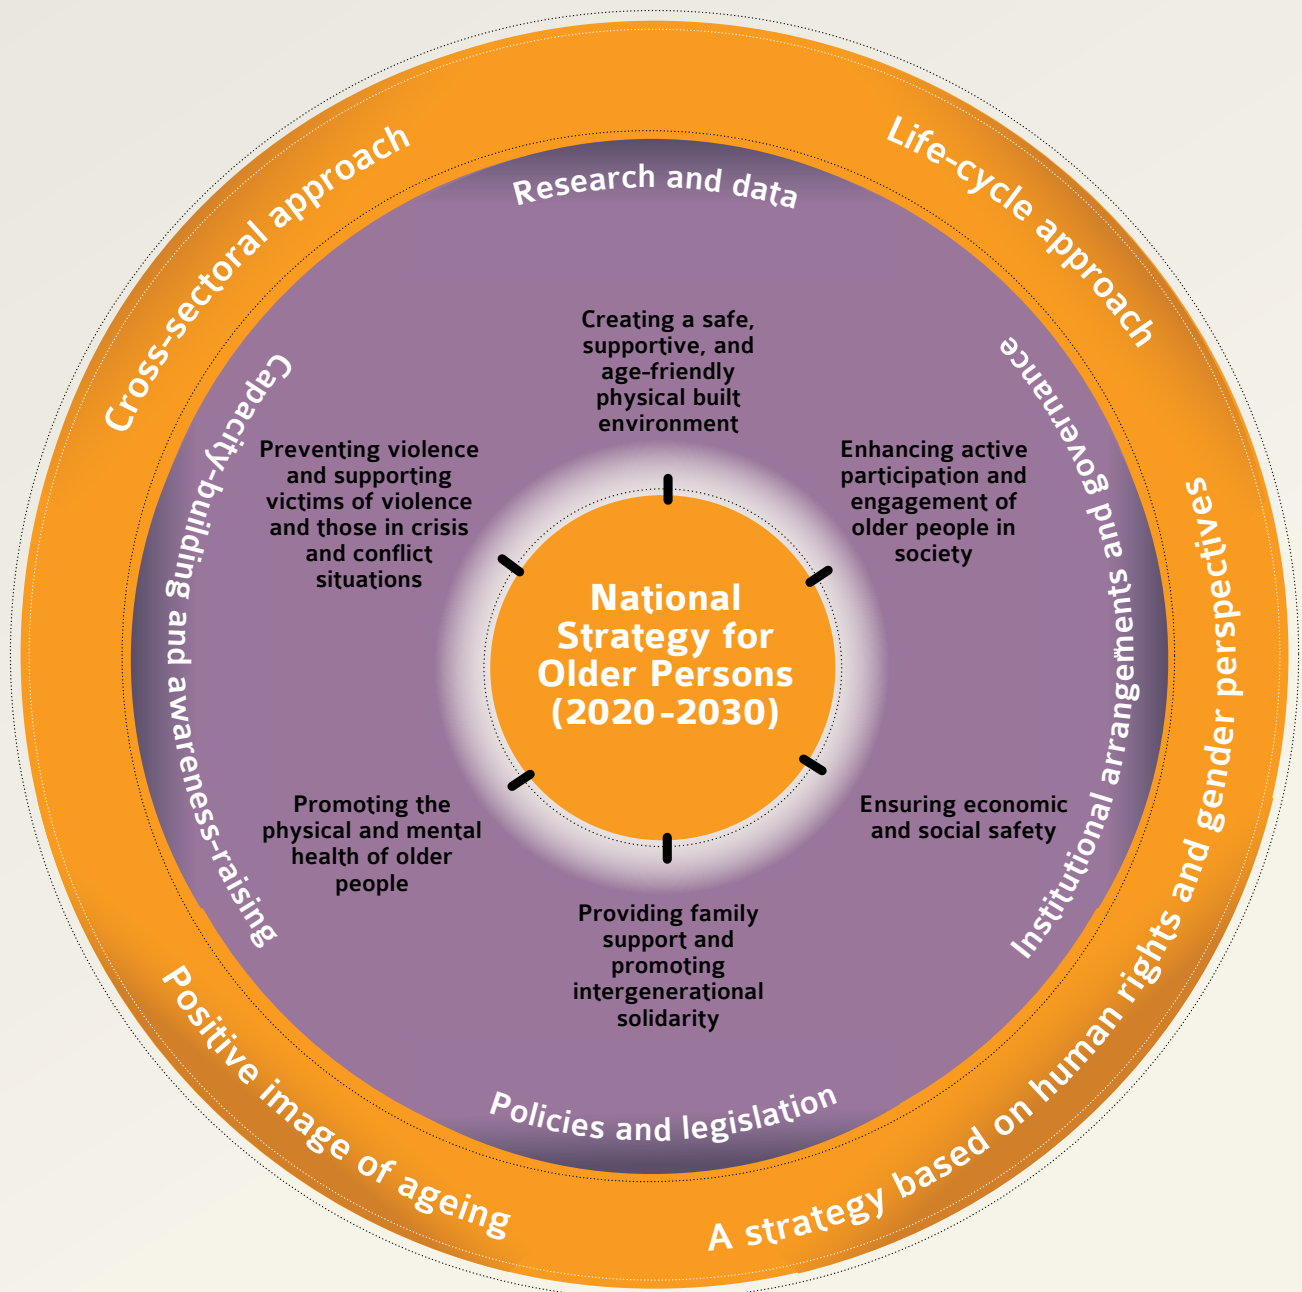 Cross-sectoral approach
Life-cycle approach
A strategy based on human rights and gender perspectives
Positive image of ageing
Research and data
Institutional arrangements and governance
Policies and legislation
Capacity-building and awareness-raising
Creating a safe,
supportive, and
age-friendly
physical built
environment
Enhancing active
participation and
engagement of
older people in
society
Ensuring economic
and social safety
Providing family
support and
promoting
intergenerational
solidarity
Promoting the
physical and mental
health of older
people
Preventing violence
and supporting
victims of violence
and those in crisis
and conflict
situations
National
Strategy for
Older Persons
(2020-2030)